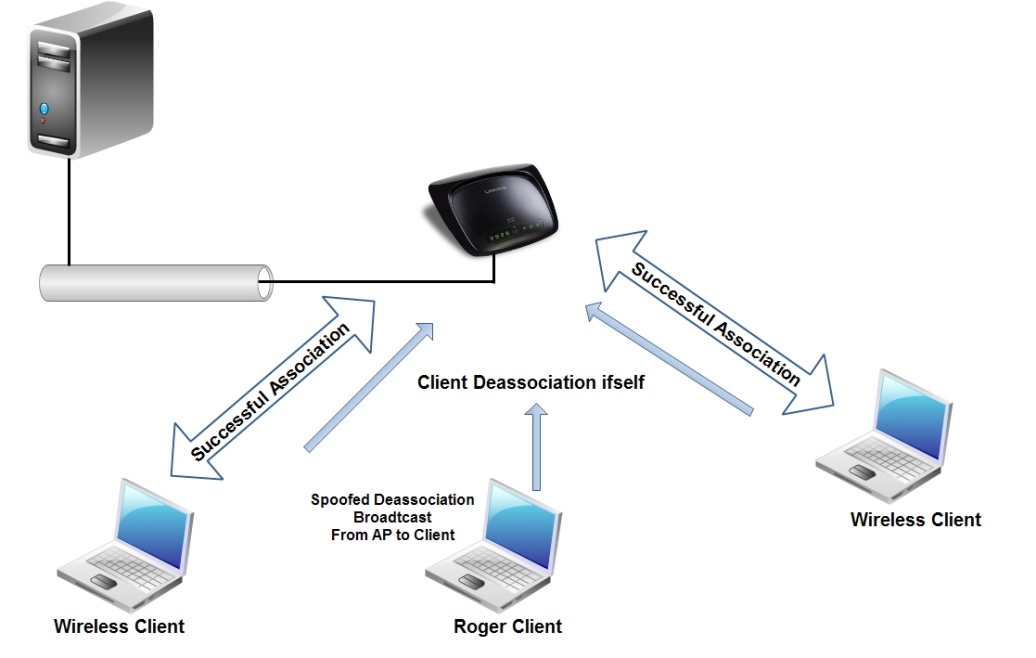 LINKSYS
Successful Association
Successful Association
Client Deassociation ifself
Spoofed Deassociation
Broadtcast
From AP to Client
Wireless Client
Wireless Client
Roger Client